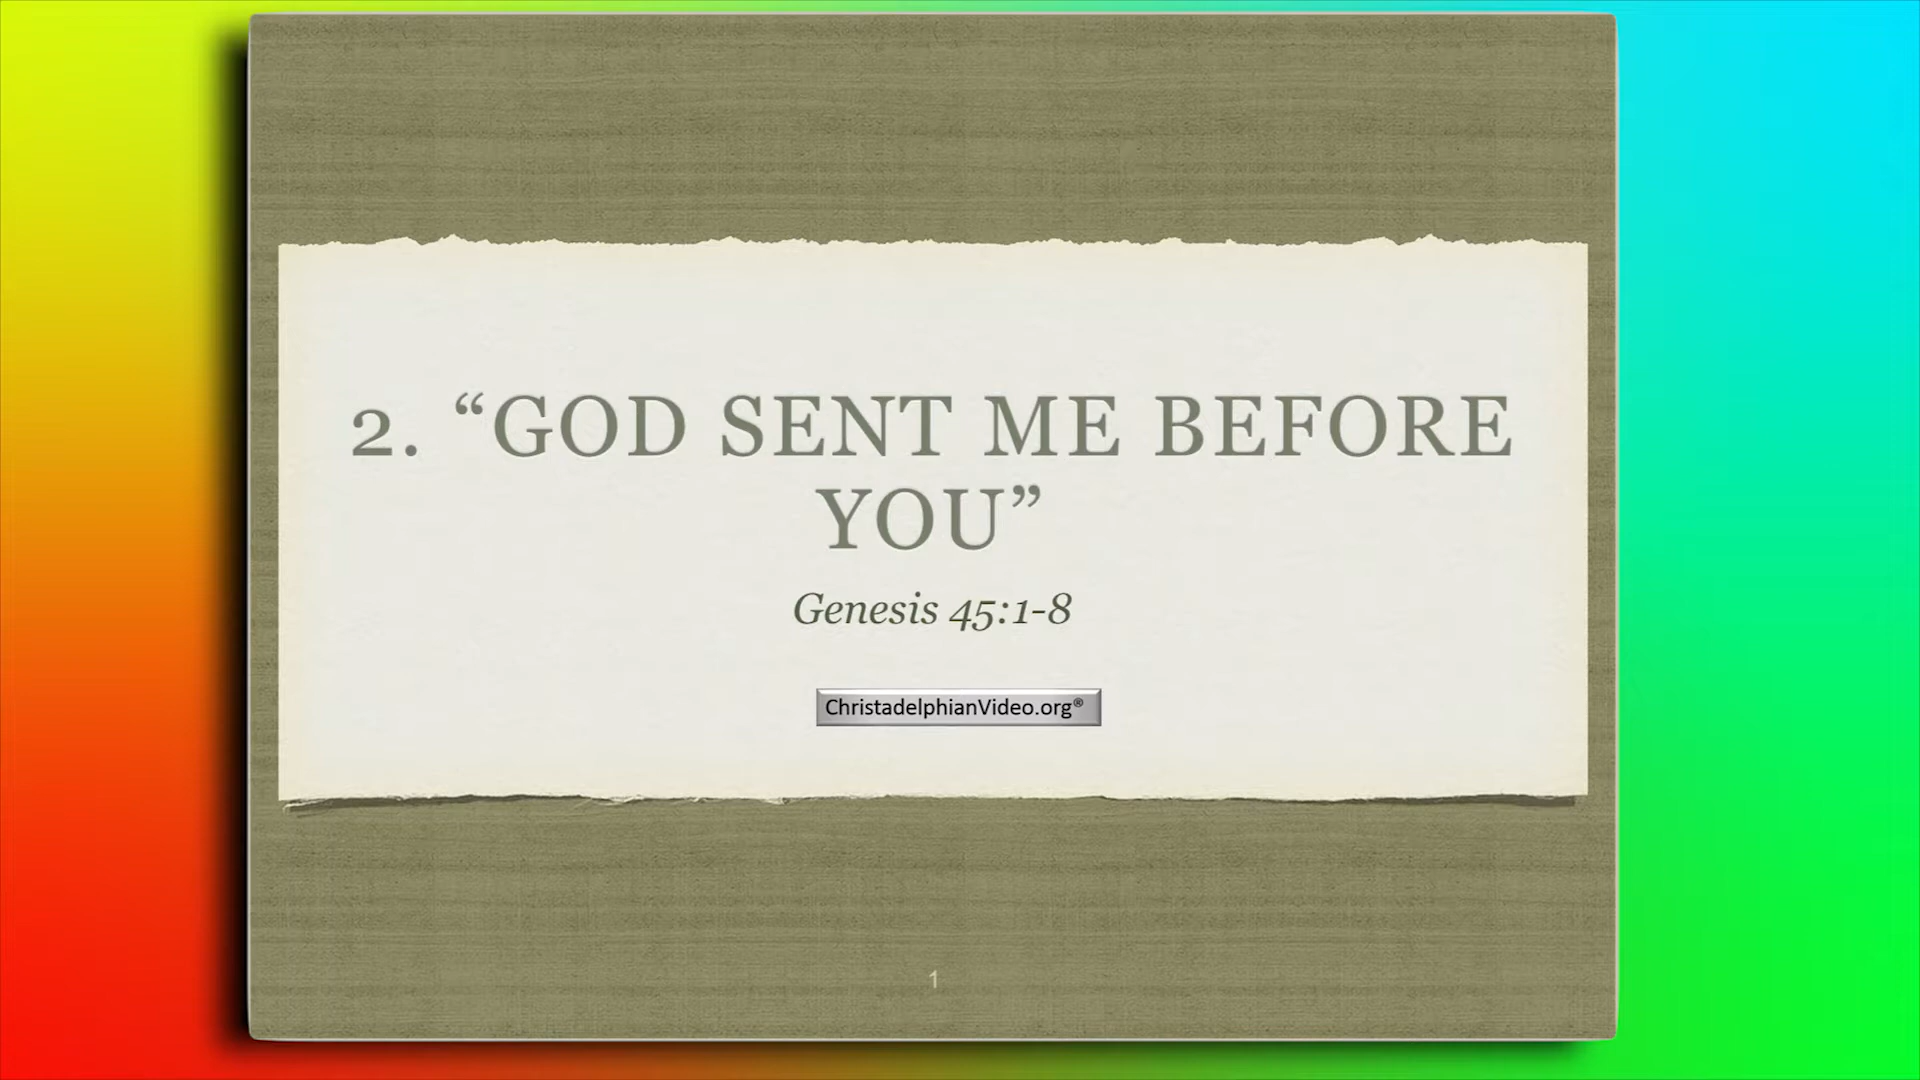 2. “GOD SENT ME BEFORE
YOU”
Genesis 45:1-8
ChristadelphianVideo.org®
1